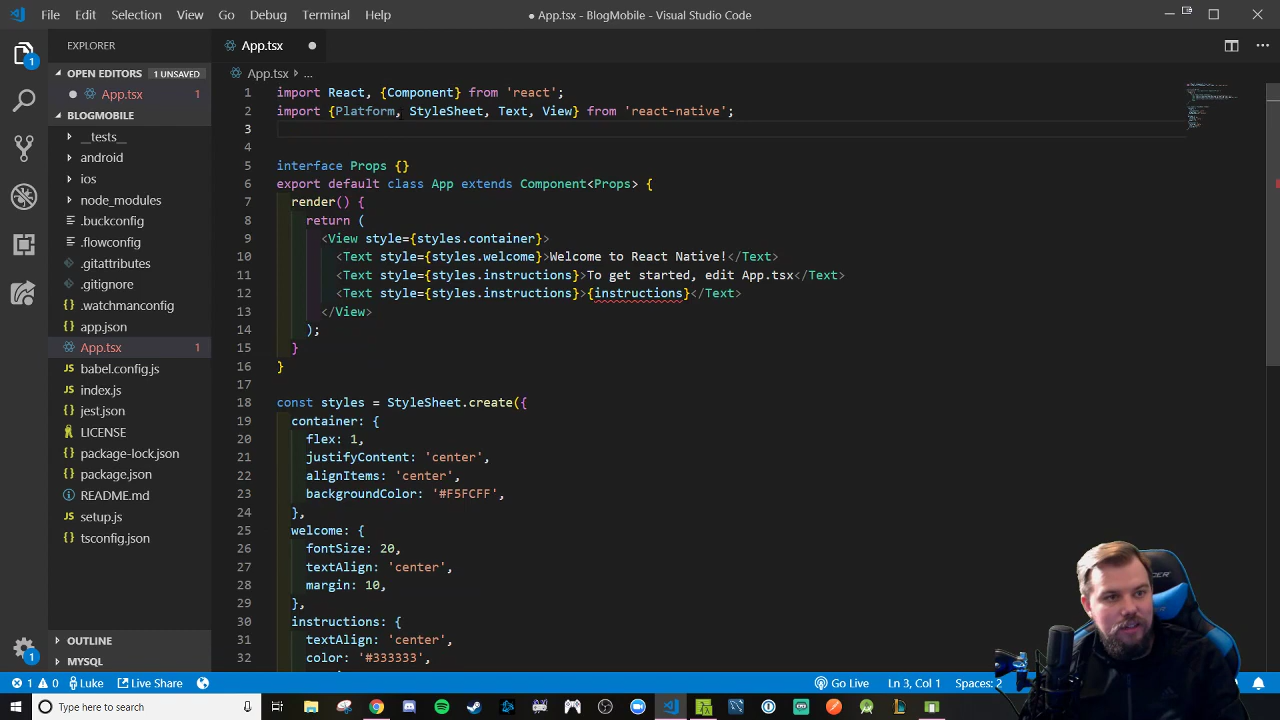 File Edit Selection View Go Debug Terminal Help
● App.tsx - BlogMobile - Visual Studio Code
EXPLORER
OPEN EDITORS 1 UNSAVED
App.tsx 1
BLOGMOBILE
__tests__
android
ios
node_modules
.buckconfig
.flowconfig
.gitattributes
.gitignore
.watchmanconfig
app.json
App.tsx 1
babel.config.js
index.js
jest.json
LICENSE
package-lock.json
package.json
README.md
setup.js
tsconfig.json
OUTLINE
MYSQL
1
1
App.tsx
App.tsx › ...
1 import React, {Component} from 'react';
2 import {Platform, StyleSheet, Text, View} from 'react-native';
3
4
5 interface Props {}
6 export default class App extends Component<Props> {
7 render() {
8 return (
9 <View style={styles.container}>
10 <Text style={styles.welcome}>Welcome to React Native!</Text>
11 <Text style={styles.instructions}>To get started, edit App.tsx</Text>
12 <Text style={styles.instructions}>{instructions}</Text>
13 </View>
14 );
15 }
16 }
17
18 const styles = StyleSheet.create({
19 container: {
20 flex: 1,
21 justifyContent: 'center',
22 alignItems: 'center',
23 backgroundColor: '#F5FCFF',
24 },
25 welcome: {
26 fontSize: 20,
27 textAlign: 'center',
28 margin: 10,
29 },
30 instructions: {
31 textAlign: 'center',
32 color: '#333333',
1 0 Luke Live Share Go Live Ln 3, Col 1 Spaces: 2
Type here to search